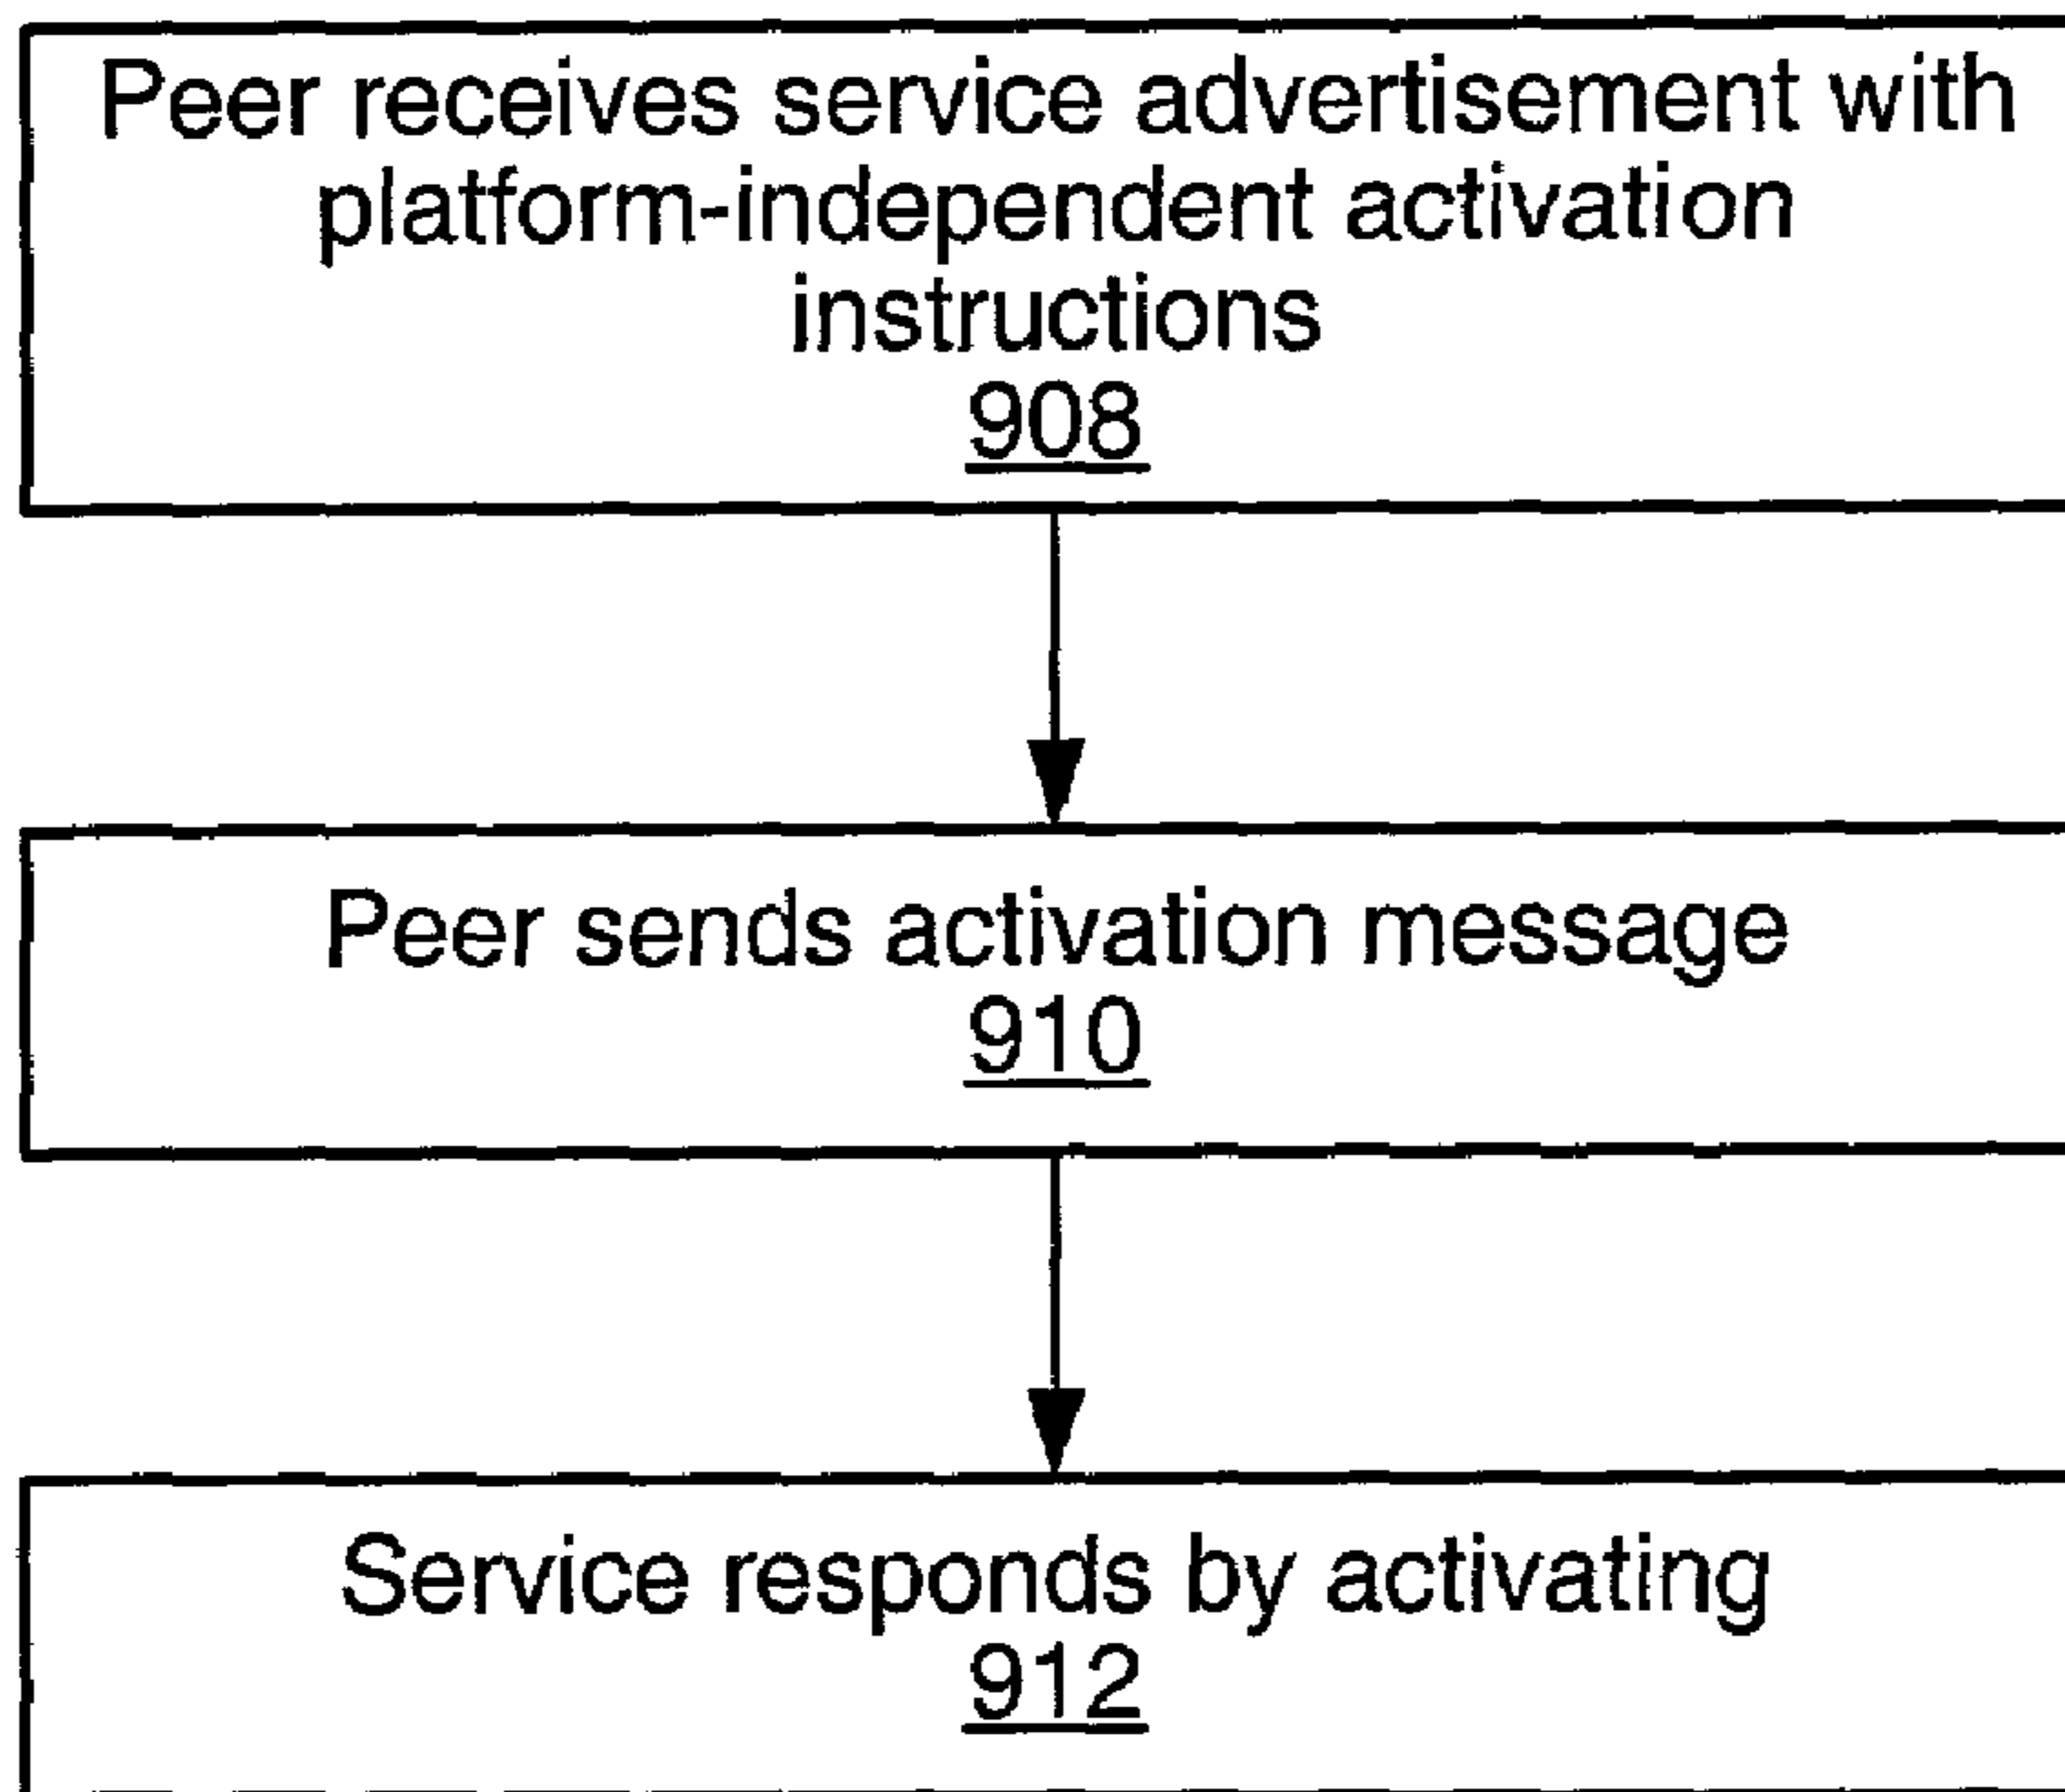 Peer receives service advertisement with
platform-independent activation
instructions
908
Peer sends activation message
910
Service responds by activating
912